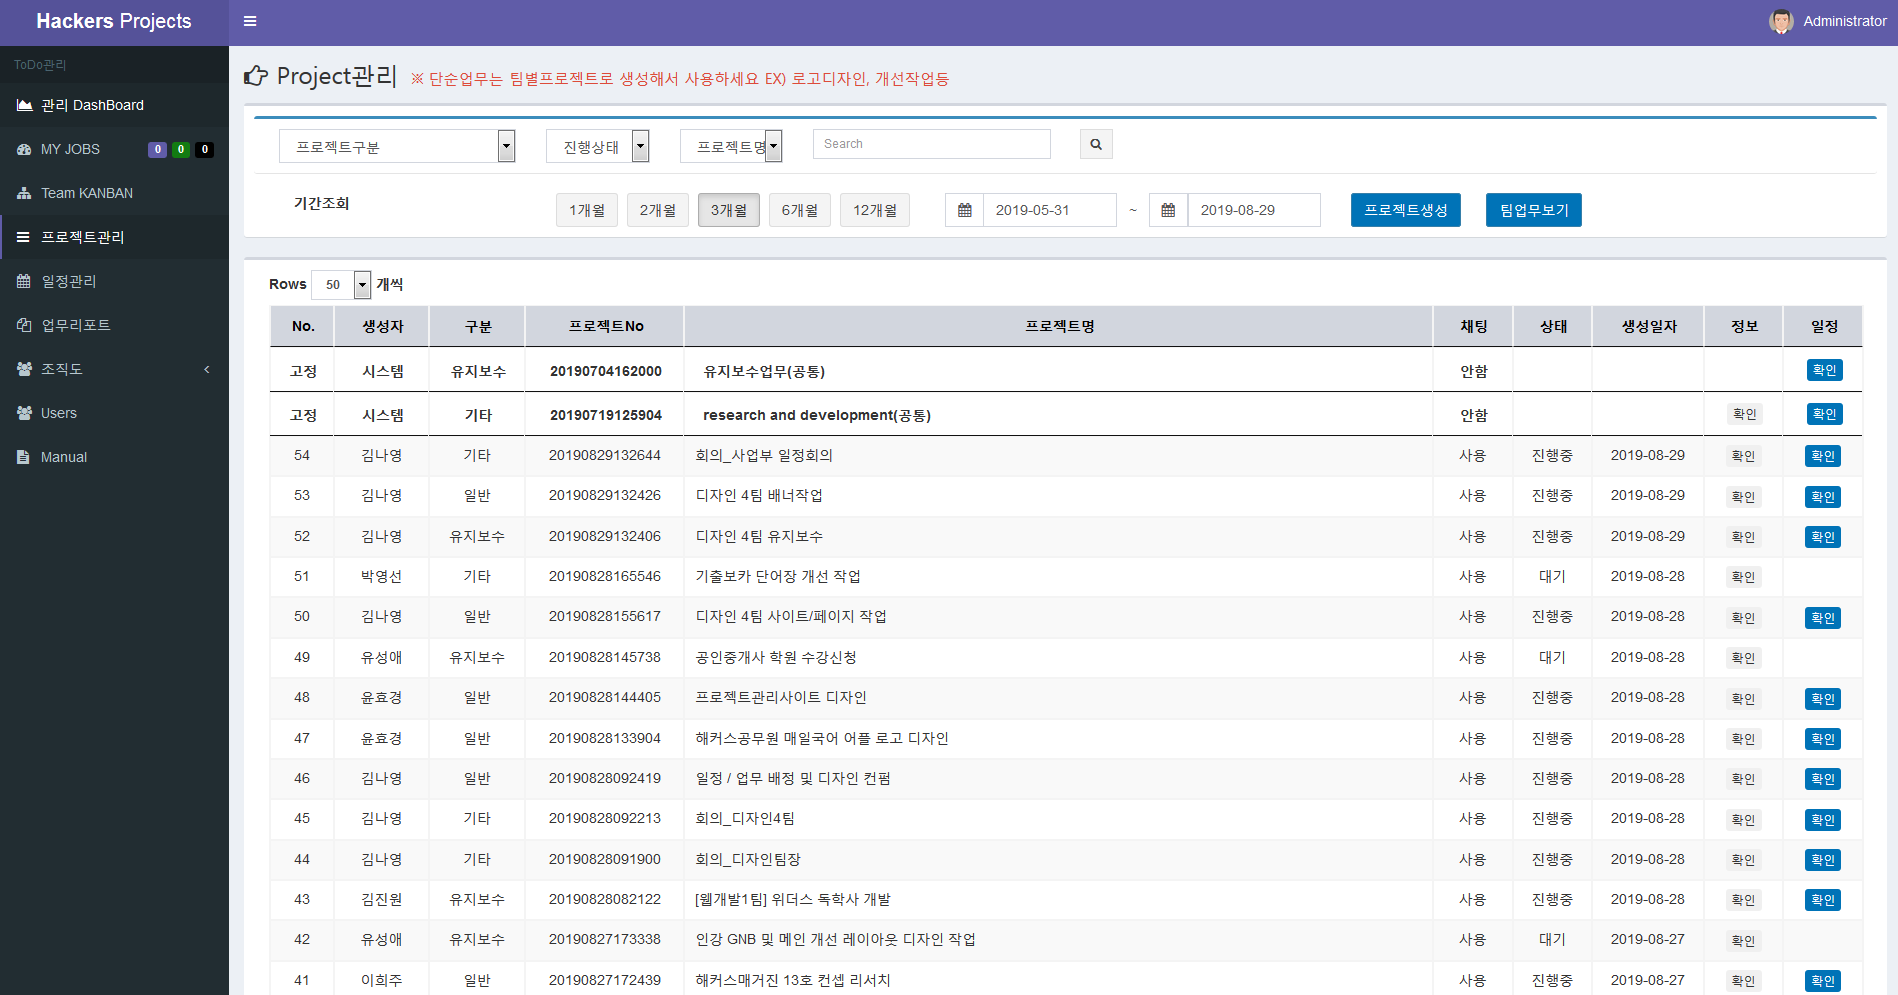 Hackers Projects
Administrator
ToDo관리
관리 DashBoard
MY JOBS 0 0 0
Team KANBAN
프로젝트관리
일정관리
업무리포트
조직도
Users
Manual
Project관리 ※ 단순업무는 팀별프로젝트로 생성해서 사용하세요 EX) 로고디자인, 개선작업등
프로젝트구분 진행상태 프로젝트명 Search
기간조회 1개월 2개월 3개월 6개월 12개월 2019-05-31 ~ 2019-08-29 프로젝트생성 팀업무보기
Rows 50 개씩
No. 생성자 구분 프로젝트No 프로젝트명 채팅 상태 생성일자 정보 일정
고정 시스템 유지보수 20190704162000 유지보수업무(공통) 안함 확인
고정 시스템 기타 20190719125904 research and development(공통) 안함 확인 확인
54 김나영 기타 20190829132644 회의_사업부 일정회의 사용 진행중 2019-08-29 확인 확인
53 김나영 일반 20190829132426 디자인 4팀 배너작업 사용 진행중 2019-08-29 확인 확인
52 김나영 유지보수 20190829132406 디자인 4팀 유지보수 사용 진행중 2019-08-29 확인 확인
51 박영선 기타 20190828165546 기출보카 단어장 개선 작업 사용 대기 2019-08-28 확인
50 김나영 일반 20190828155617 디자인 4팀 사이트/페이지 작업 사용 진행중 2019-08-28 확인 확인
49 유성애 유지보수 20190828145738 공인중개사 학원 수강신청 사용 대기 2019-08-28 확인
48 윤효경 일반 20190828144405 프로젝트관리사이트 디자인 사용 진행중 2019-08-28 확인 확인
47 윤효경 일반 20190828133904 해커스공무원 매일국어 어플 로고 디자인 사용 진행중 2019-08-28 확인 확인
46 김나영 일반 20190828092419 일정 / 업무 배정 및 디자인 컨펌 사용 진행중 2019-08-28 확인 확인
45 김나영 기타 20190828092213 회의_디자인4팀 사용 진행중 2019-08-28 확인 확인
44 김나영 기타 20190828091900 회의_디자인팀장 사용 진행중 2019-08-28 확인 확인
43 김진원 유지보수 20190828082122 [웹개발1팀] 위더스 독학사 개발 사용 진행중 2019-08-28 확인 확인
42 유성애 유지보수 20190827173338 인강 GNB 및 메인 개선 레이아웃 디자인 작업 사용 대기 2019-08-27 확인
41 이희주 일반 20190827172439 해커스매거진 13호 컨셉 리서치 사용 진행중 2019-08-27 확인 확인